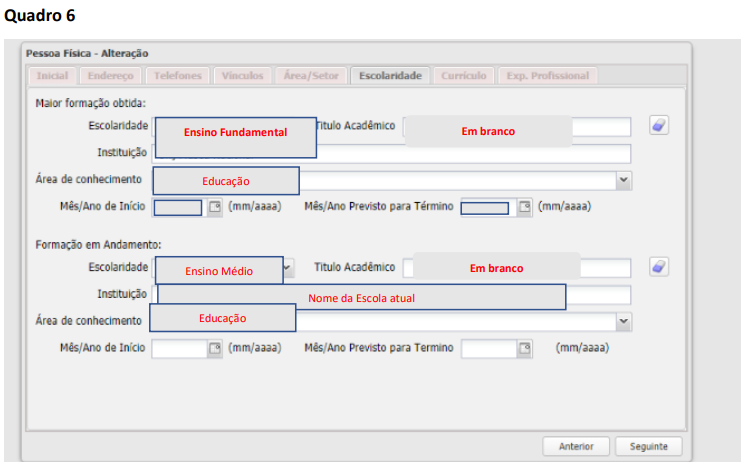 Quadro 6
Pessoa Física - Alteração
Inicial Endereço Telefones Vínculos Área/Setor Escolaridade Currículo Exp. Profissional
Maior formação obtida:
Escolaridade Ensino Fundamental Titulo Acadêmico Em branco
Instituição
Área de conhecimento Educação
Mês/Ano de Início (mm/aaaa) Mês/Ano Previsto para Término (mm/aaaa)
Formação em Andamento:
Escolaridade Ensino Médio Titulo Acadêmico Em branco
Instituição Nome da Escola atual
Área de conhecimento Educação
Mês/Ano de Início (mm/aaaa) Mês/Ano Previsto para Termino (mm/aaaa)
Anterior Seguinte